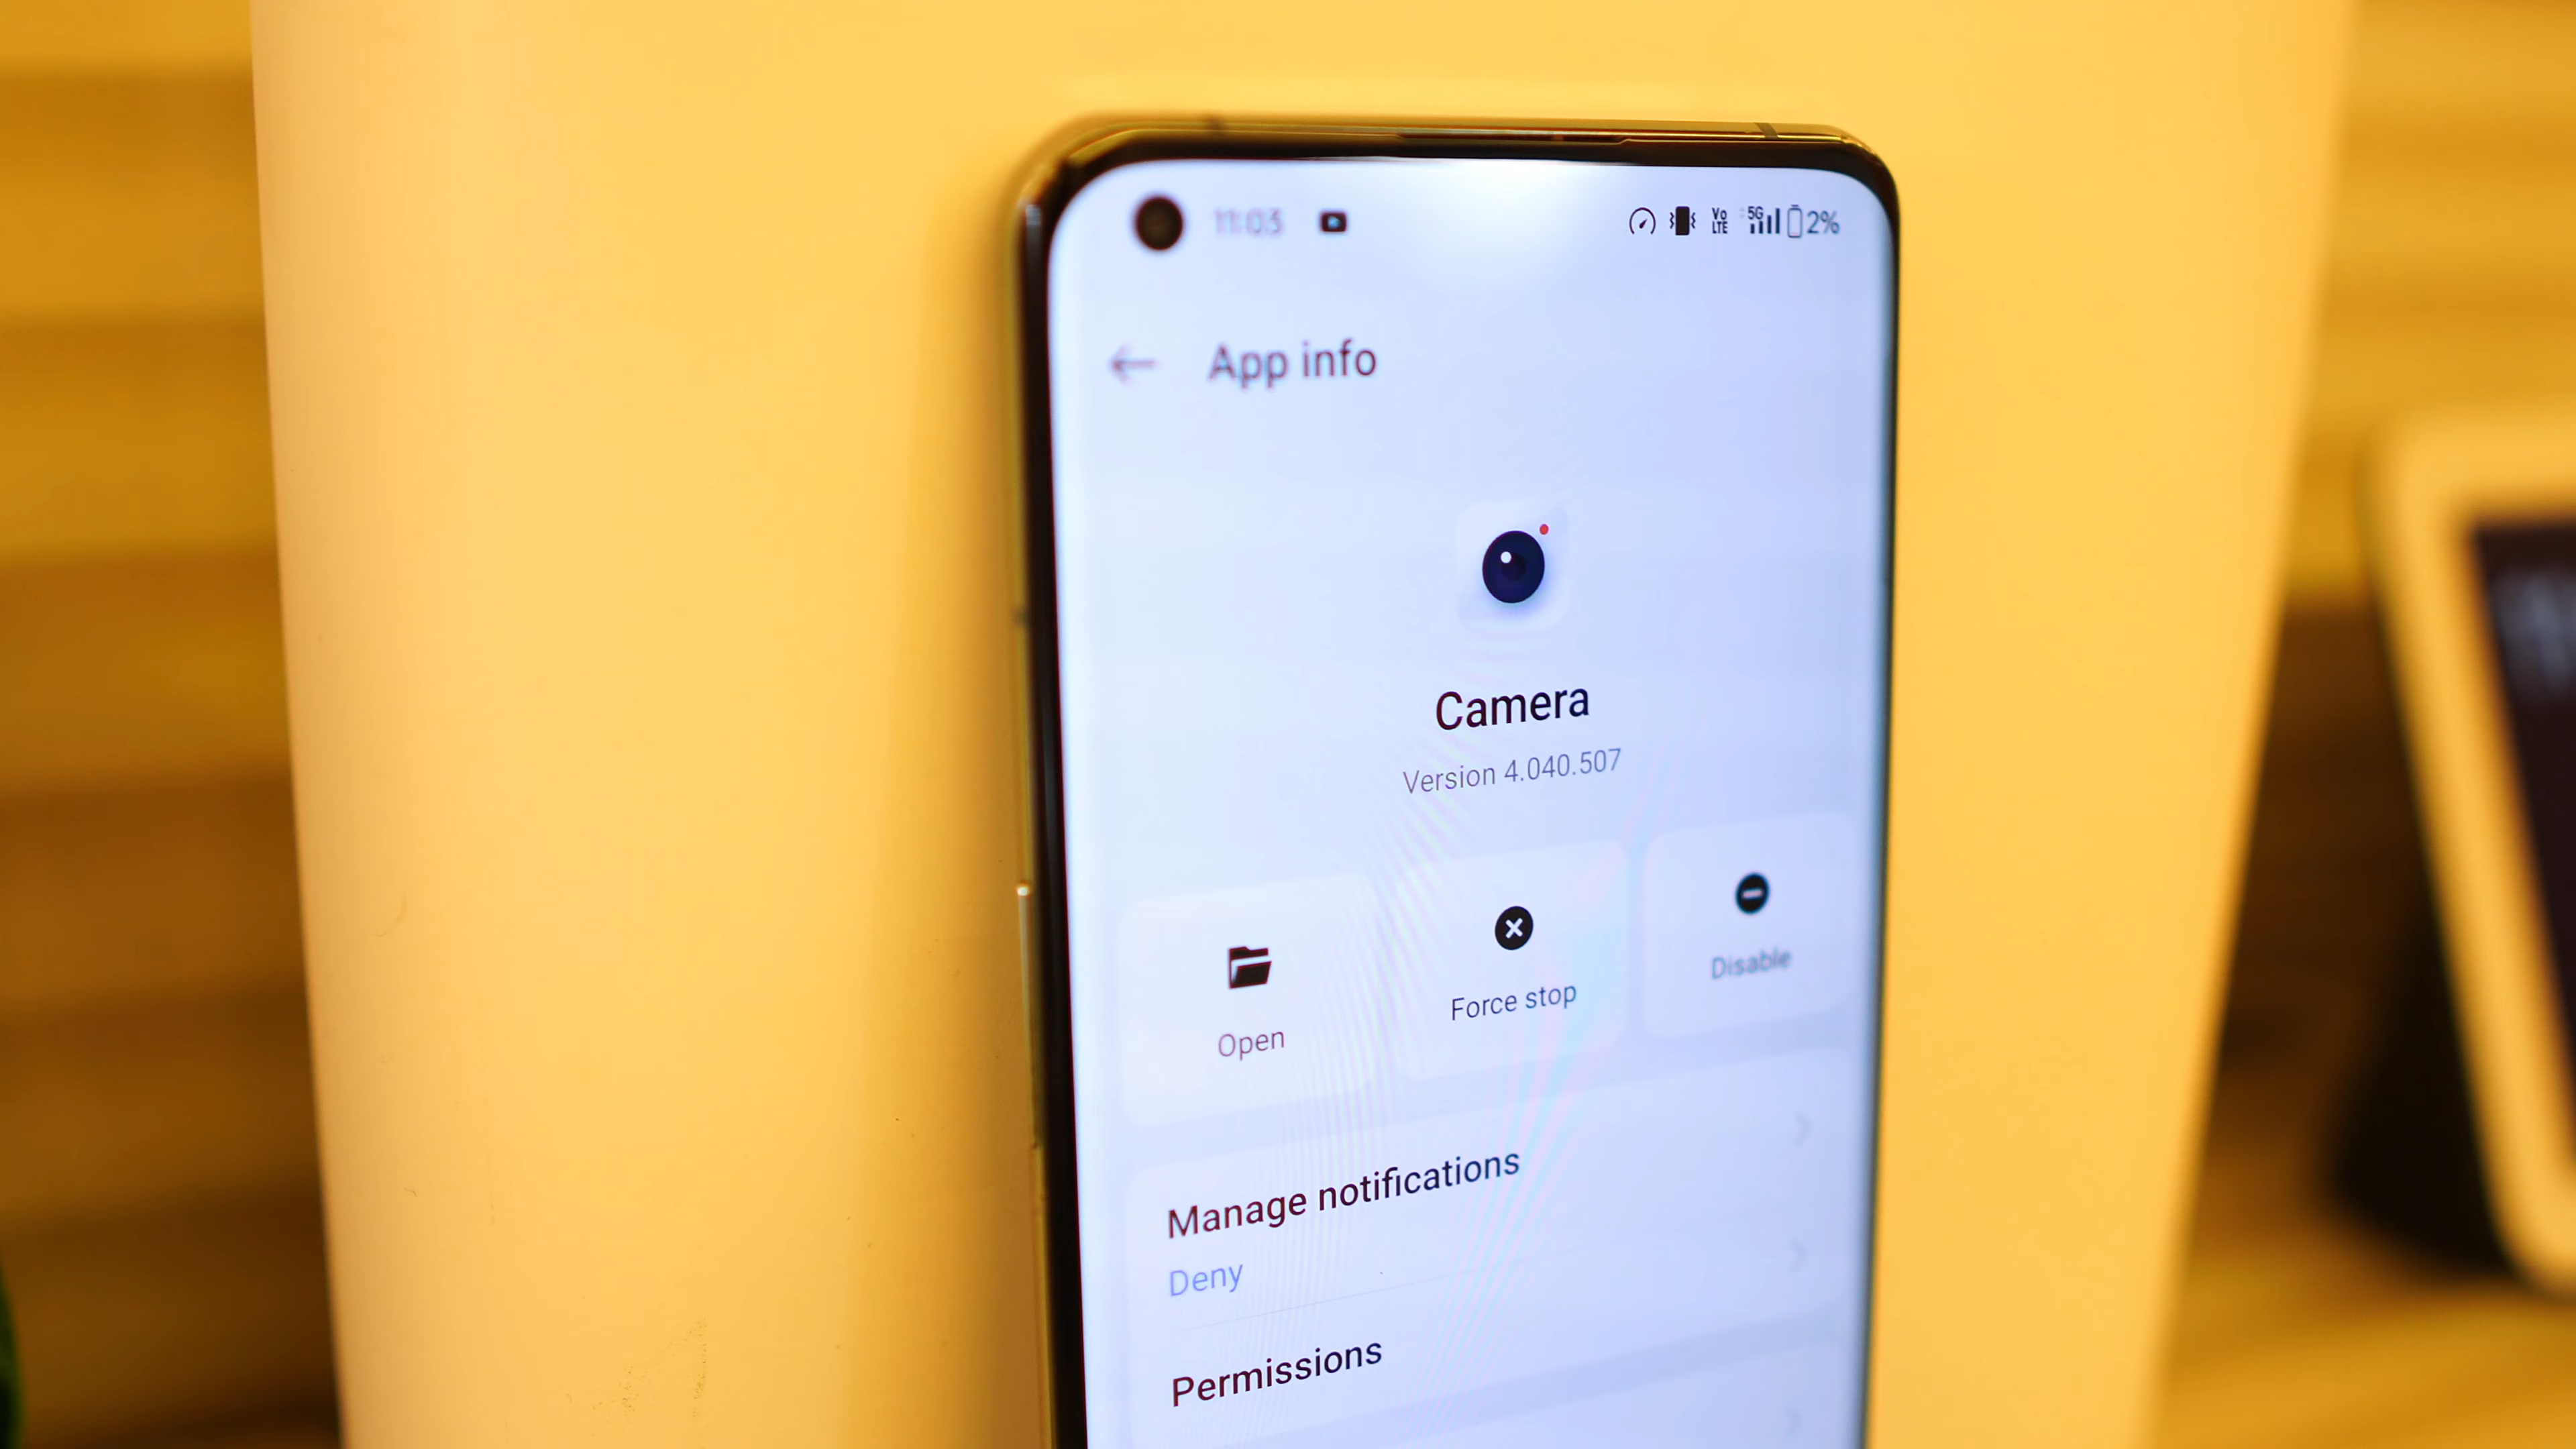 11:03 Vo LTE 5G 2%
App info
Camera
Version 4.040.507
Open
Force stop
Disable
Manage notifications
Deny
Permissions